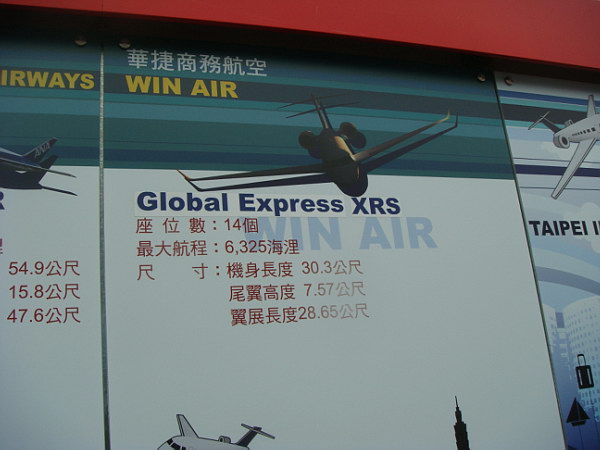 IRWAYS
54.9公尺
15.8公尺
47.6公尺
華捷商務航空
WIN AIR
Global Express XRS
WIN AIR
座 位 數：14個
最大航程：6,325海浬
尺 寸：機身長度 30.3公尺
尾翼高度 7.57公尺
翼展長度28.65公尺
TAIPEI I